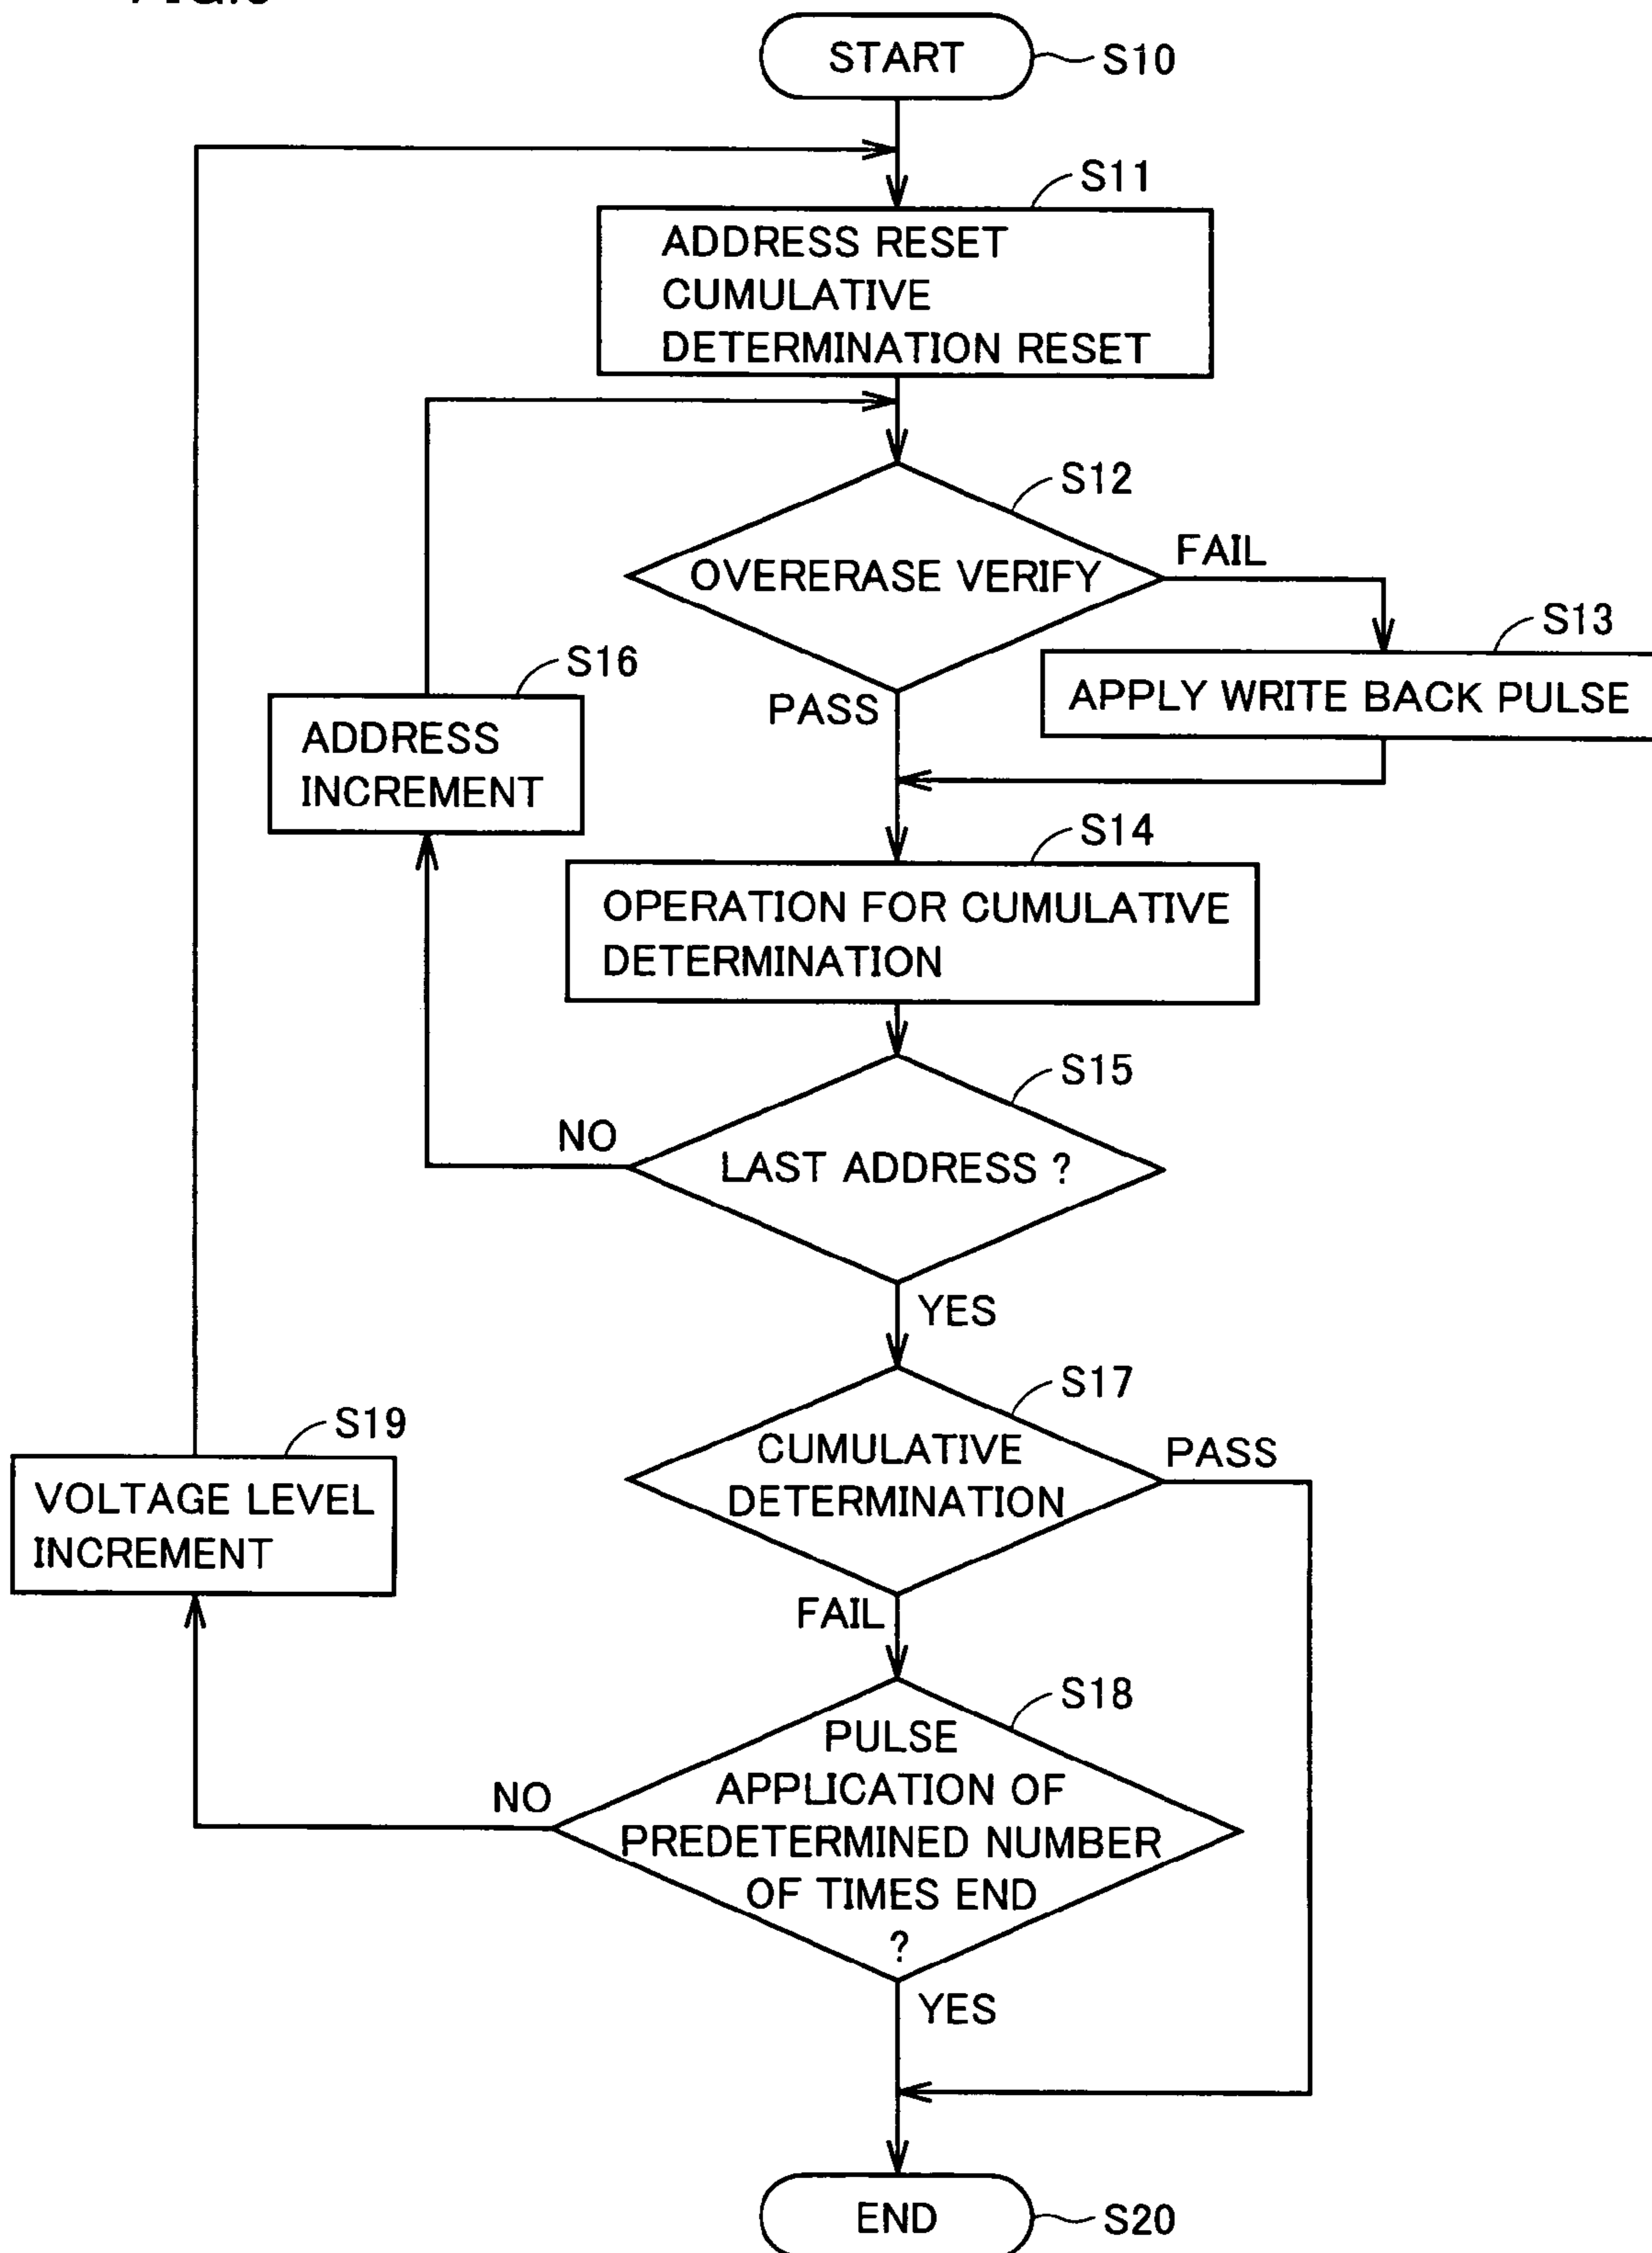 START
S10
S11
ADDRESS RESET
CUMULATIVE
DETERMINATION RESET
S12
OVERERASE VERIFY
FAIL
S13
APPLY WRITE BACK PULSE
PASS
S16
ADDRESS
INCREMENT
S14
OPERATION FOR CUMULATIVE
DETERMINATION
S15
LAST ADDRESS ?
NO
YES
S17
CUMULATIVE
DETERMINATION
PASS
S19
VOLTAGE LEVEL
INCREMENT
FAIL
S18
PULSE
APPLICATION OF
PREDETERMINED NUMBER
OF TIMES END
?
NO
YES
END
S20